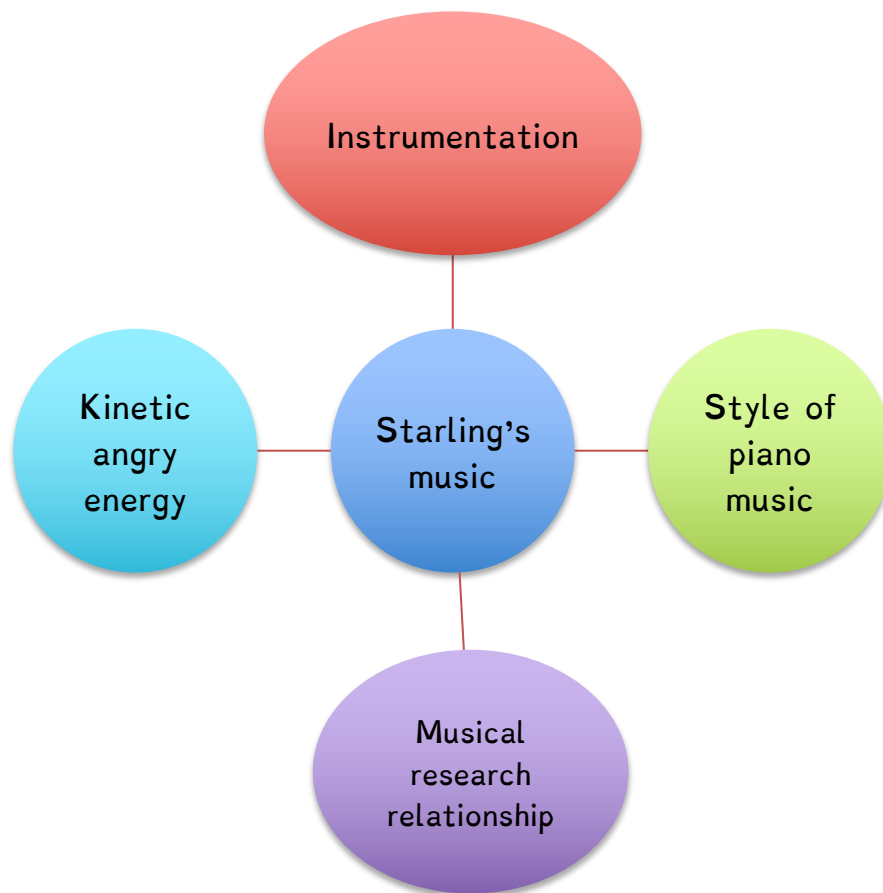 Instrumentation
Kinetic
angry
energy
Starling's
music
Style of
piano
music
Musical
research
relationship